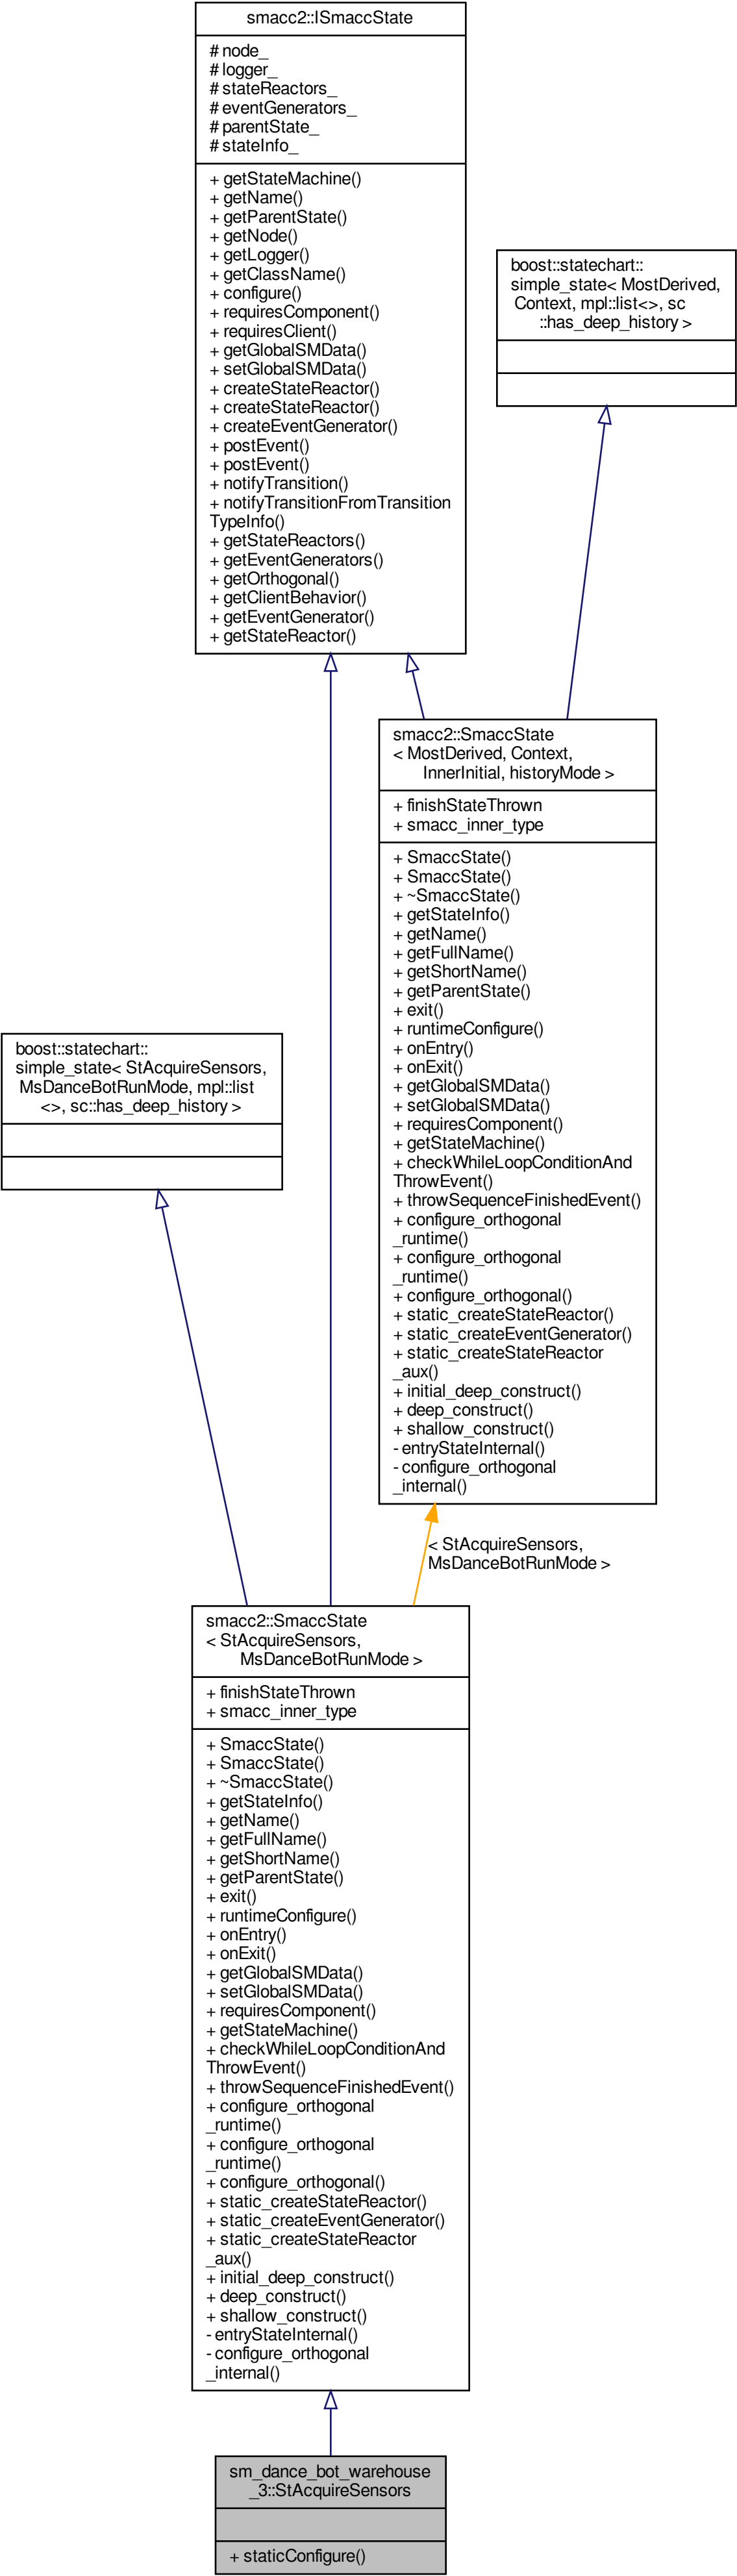 smacc2::ISmaccState
# node_
# logger_
# stateReactors_
# eventGenerators_
# parentState_
# stateInfo_
+ getStateMachine()
+ getName()
+ getParentState()
+ getNode()
+ getLogger()
+ getClassName()
+ configure()
+ requiresComponent()
+ requiresClient()
+ getGlobalSMData()
+ setGlobalSMData()
+ createStateReactor()
+ createStateReactor()
+ createEventGenerator()
+ postEvent()
+ postEvent()
+ notifyTransition()
+ notifyTransitionFromTransition
TypeInfo()
+ getStateReactors()
+ getEventGenerators()
+ getOrthogonal()
+ getClientBehavior()
+ getEventGenerator()
+ getStateReactor()
boost::statechart::
simple_state< MostDerived,
Context, mpl::list<>, sc
::has_deep_history >
smacc2::SmaccState
< MostDerived, Context,
InnerInitial, historyMode >
+ finishStateThrown
+ smacc_inner_type
+ SmaccState()
+ SmaccState()
+ ~SmaccState()
+ getStateInfo()
+ getName()
+ getFullName()
+ getShortName()
+ getParentState()
+ exit()
+ runtimeConfigure()
+ onEntry()
+ onExit()
+ getGlobalSMData()
+ setGlobalSMData()
+ requiresComponent()
+ getStateMachine()
+ checkWhileLoopConditionAnd
ThrowEvent()
+ throwSequenceFinishedEvent()
+ configure_orthogonal
_runtime()
+ configure_orthogonal
_runtime()
+ configure_orthogonal()
+ static_createStateReactor()
+ static_createEventGenerator()
+ static_createStateReactor
_aux()
+ initial_deep_construct()
+ deep_construct()
+ shallow_construct()
- entryStateInternal()
- configure_orthogonal
_internal()
boost::statechart::
simple_state< StAcquireSensors,
MsDanceBotRunMode, mpl::list
<>, sc::has_deep_history >
< StAcquireSensors,
MsDanceBotRunMode >
smacc2::SmaccState
< StAcquireSensors,
MsDanceBotRunMode >
+ finishStateThrown
+ smacc_inner_type
+ SmaccState()
+ SmaccState()
+ ~SmaccState()
+ getStateInfo()
+ getName()
+ getFullName()
+ getShortName()
+ getParentState()
+ exit()
+ runtimeConfigure()
+ onEntry()
+ onExit()
+ getGlobalSMData()
+ setGlobalSMData()
+ requiresComponent()
+ getStateMachine()
+ checkWhileLoopConditionAnd
ThrowEvent()
+ throwSequenceFinishedEvent()
+ configure_orthogonal
_runtime()
+ configure_orthogonal
_runtime()
+ configure_orthogonal()
+ static_createStateReactor()
+ static_createEventGenerator()
+ static_createStateReactor
_aux()
+ initial_deep_construct()
+ deep_construct()
+ shallow_construct()
- entryStateInternal()
- configure_orthogonal
_internal()
sm_dance_bot_warehouse
_3::StAcquireSensors
+ staticConfigure()